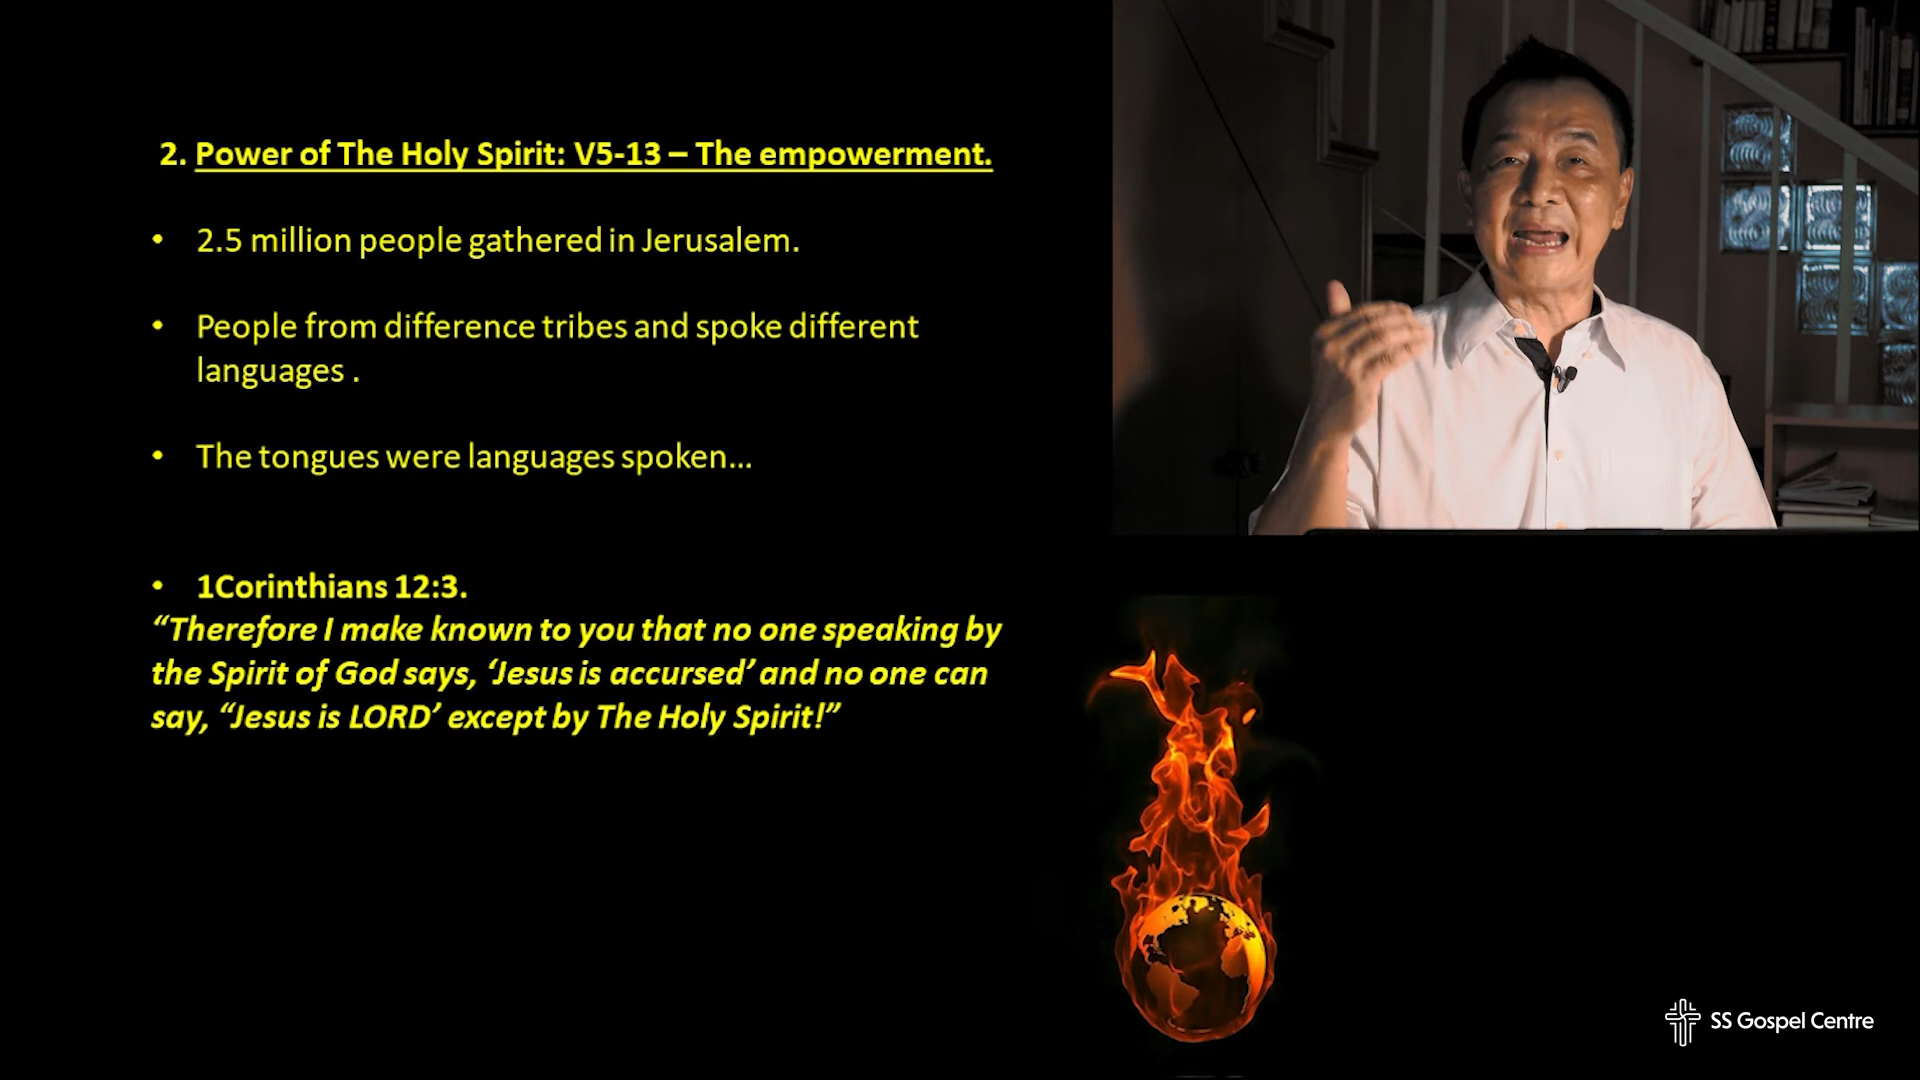 2. Power of The Holy Spirit: V5-13 – The empowerment.
• 2.5 million people gathered in Jerusalem.
• People from difference tribes and spoke different
languages .
• The tongues were languages spoken...
• 1Corinthians 12:3.
“Therefore I make known to you that no one speaking by
the Spirit of God says, ‘Jesus is accursed’ and no one can
say, “Jesus is LORD’ except by The Holy Spirit!”
SS Gospel Centre